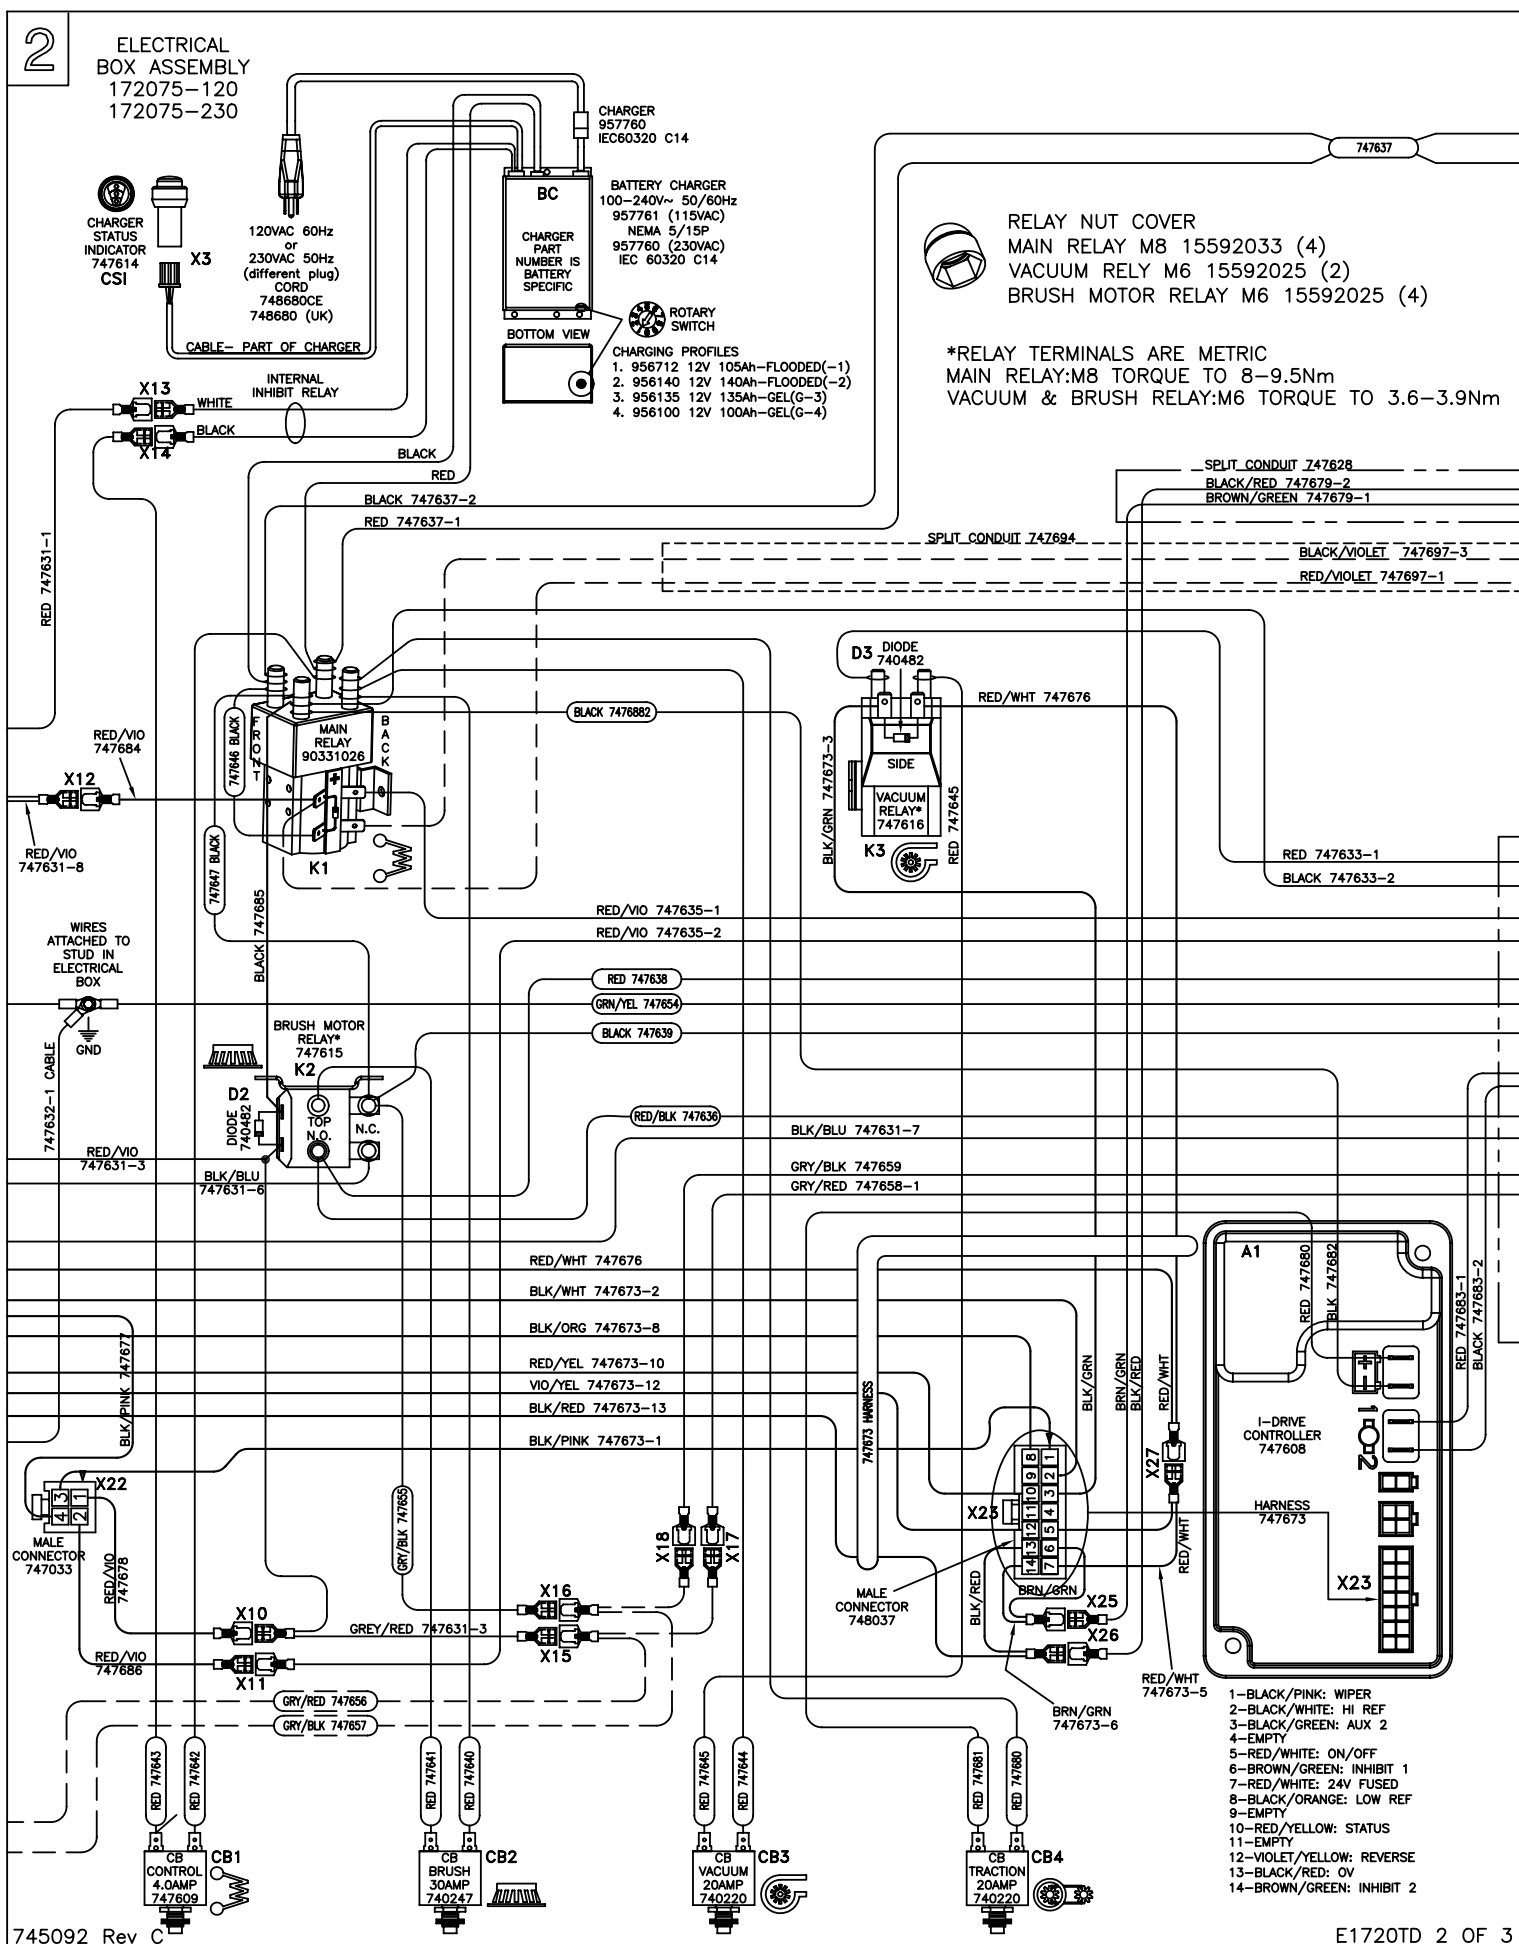 2
ELECTRICAL
BOX ASSEMBLY
172075-120
172075-230
CHARGER
957760
IEC60320 C14
747637
BC
CHARGER
PART
NUMBER IS
BATTERY
SPECIFIC
BATTERY CHARGER
100-240V~ 50/60Hz
957761 (115VAC)
NEMA 5/15P
957760 (230VAC)
IEC 60320 C14
CHARGER
STATUS
INDICATOR
747614
CSI
X3
120VAC 60Hz
or
230VAC 50Hz
(different plug)
CORD
748680CE
748680 (UK)
RELAY NUT COVER
MAIN RELAY M8 15592033 (4)
VACUUM RELY M6 15592025 (2)
BRUSH MOTOR RELAY M6 15592025 (4)
ROTARY
SWITCH
BOTTOM VIEW
CABLE- PART OF CHARGER
CHARGING PROFILES
1. 956712 12V 105Ah-FLOODED(-1)
2. 956140 12V 140Ah-FLOODED(-2)
3. 956135 12V 135Ah-GEL(G-3)
4. 956100 12V 100Ah-GEL(G-4)
*RELAY TERMINALS ARE METRIC
MAIN RELAY:M8 TORQUE TO 8-9.5Nm
VACUUM & BRUSH RELAY:M6 TORQUE TO 3.6-3.9Nm
INTERNAL
INHIBIT RELAY
X13
WHITE
BLACK
X14
BLACK
RED
BLACK 747637-2
RED 747637-1
SPLIT CONDUIT 747628
BLACK/RED 747679-2
BROWN/GREEN 747679-1
SPLIT CONDUIT 747694
BLACK/VIOLET 747697-3
RED/VIOLET 747697-1
RED 747631-1
D3
DIODE
740482
RED/WHT 747676
BLACK 7476882
FRONT
BACK
MAIN
RELAY
90331026
+
747646 BLACK
RED/VIO
747684
X12
RED/VIO
747631-8
K1
747647 BLACK
BLK/GRN 747673-3
SIDE
VACUUM
RELAY*
747616
K3
RED 747645
RED 747633-1
BLACK 747633-2
BLACK 747685
RED/VIO 747635-1
RED/VIO 747635-2
WIRES
ATTACHED TO
STUD IN
ELECTRICAL
BOX
GND
RED 747638
GRN/YEL 747654
BLACK 747639
BRUSH MOTOR
RELAY*
747615
K2
D2
DIODE
740482
TOP
N.O.
N.C.
747632-1 CABLE
RED/VIO
747631-3
BLK/BLU
747631-6
RED/BLK 747636
BLK/BLU 747631-7
GRY/BLK 747659
GRY/RED 747658-1
RED/WHT 747676
BLK/WHT 747673-2
BLK/ORG 747673-8
RED/YEL 747673-10
VIO/YEL 747673-12
BLK/RED 747673-13
BLK/PINK 747673-1
BLK/PINK 747677
747673 HARNESS
BLK/GRN
BRN/GRN
BLK/RED
RED/WHT
A1
RED 747680
BLK 747682
RED 747683-1
BLACK 747683-2
+
-
1
2
I-DRIVE
CONTROLLER
747608
HARNESS
747673
X23
X22
3 1
4 2
MALE
CONNECTOR
747033
RED/VIO
747678
GRY/BLK 747655
X18
X17
X23
8 1
9 2
10 3
11 4
12 5
13 6
14 7
X27
RED/WHT
MALE
CONNECTOR
748037
BLK/RED
BRN/GRN
X25
X26
X16
X15
X10
GREY/RED 747631-3
RED/VIO
747686
X11
GRY/RED 747656
GRY/BLK 747657
BRN/GRN
747673-6
RED/WHT
747673-5
1-BLACK/PINK: WIPER
2-BLACK/WHITE: HI REF
3-BLACK/GREEN: AUX 2
4-EMPTY
5-RED/WHITE: ON/OFF
6-BROWN/GREEN: INHIBIT 1
7-RED/WHITE: 24V FUSED
8-BLACK/ORANGE: LOW REF
9-EMPTY
10-RED/YELLOW: STATUS
11-EMPTY
12-VIOLET/YELLOW: REVERSE
13-BLACK/RED: OV
14-BROWN/GREEN: INHIBIT 2
RED 747643
RED 747642
RED 747641
RED 747640
RED 747645
RED 747644
RED 747681
RED 747680
CB
CONTROL
4.0AMP
747609
CB1
CB
BRUSH
30AMP
740247
CB2
CB
VACUUM
20AMP
740220
CB3
CB
TRACTION
20AMP
740220
CB4
745092 Rev C
E1720TD 2 OF 3